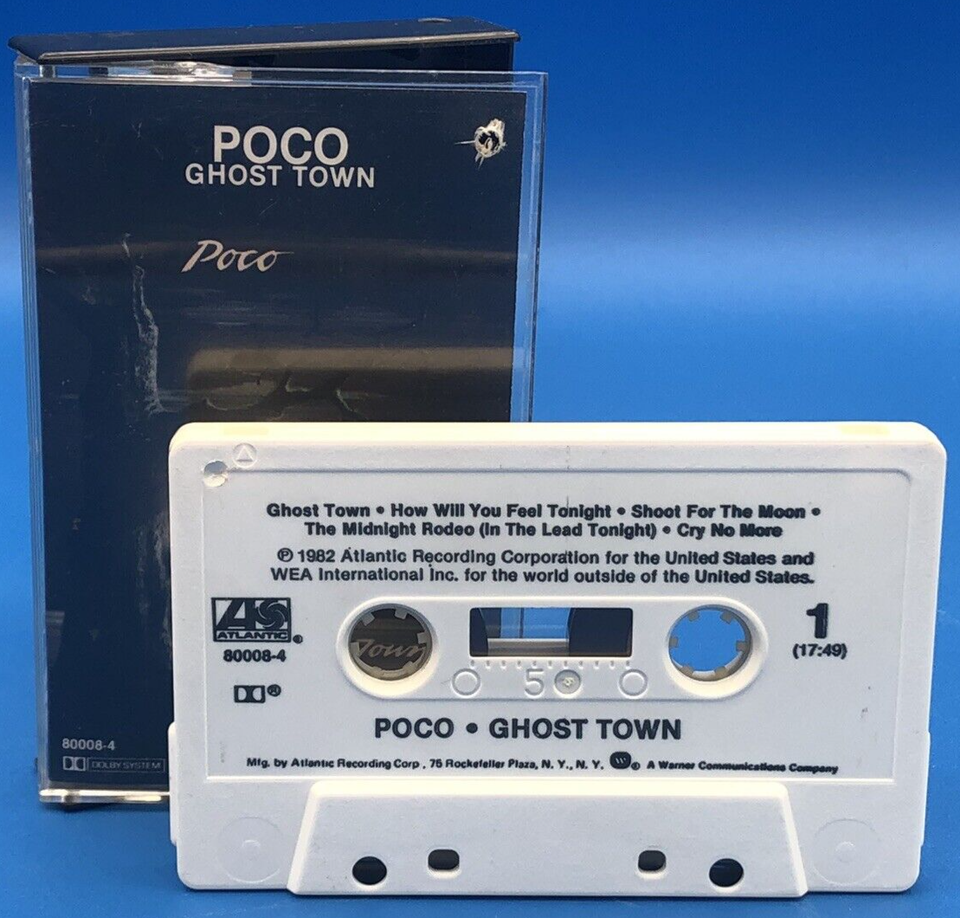 POCO
GHOST TOWN
Poco
80008-4
DOLBY SYSTEM
Ghost Town • How Will You Feel Tonight • Shoot For The Moon •
The Midnight Rodeo (In The Lead Tonight) • Cry No More
℗ 1982 Atlantic Recording Corporation for the United States and
WEA International Inc. for the world outside of the United States.
ATLANTIC®
80008-4
®
Town
50
1
(17:49)
POCO • GHOST TOWN
Mfg. by Atlantic Recording Corp., 75 Rockefeller Plaza, N. Y., N. Y. ® A Warner Communications Company